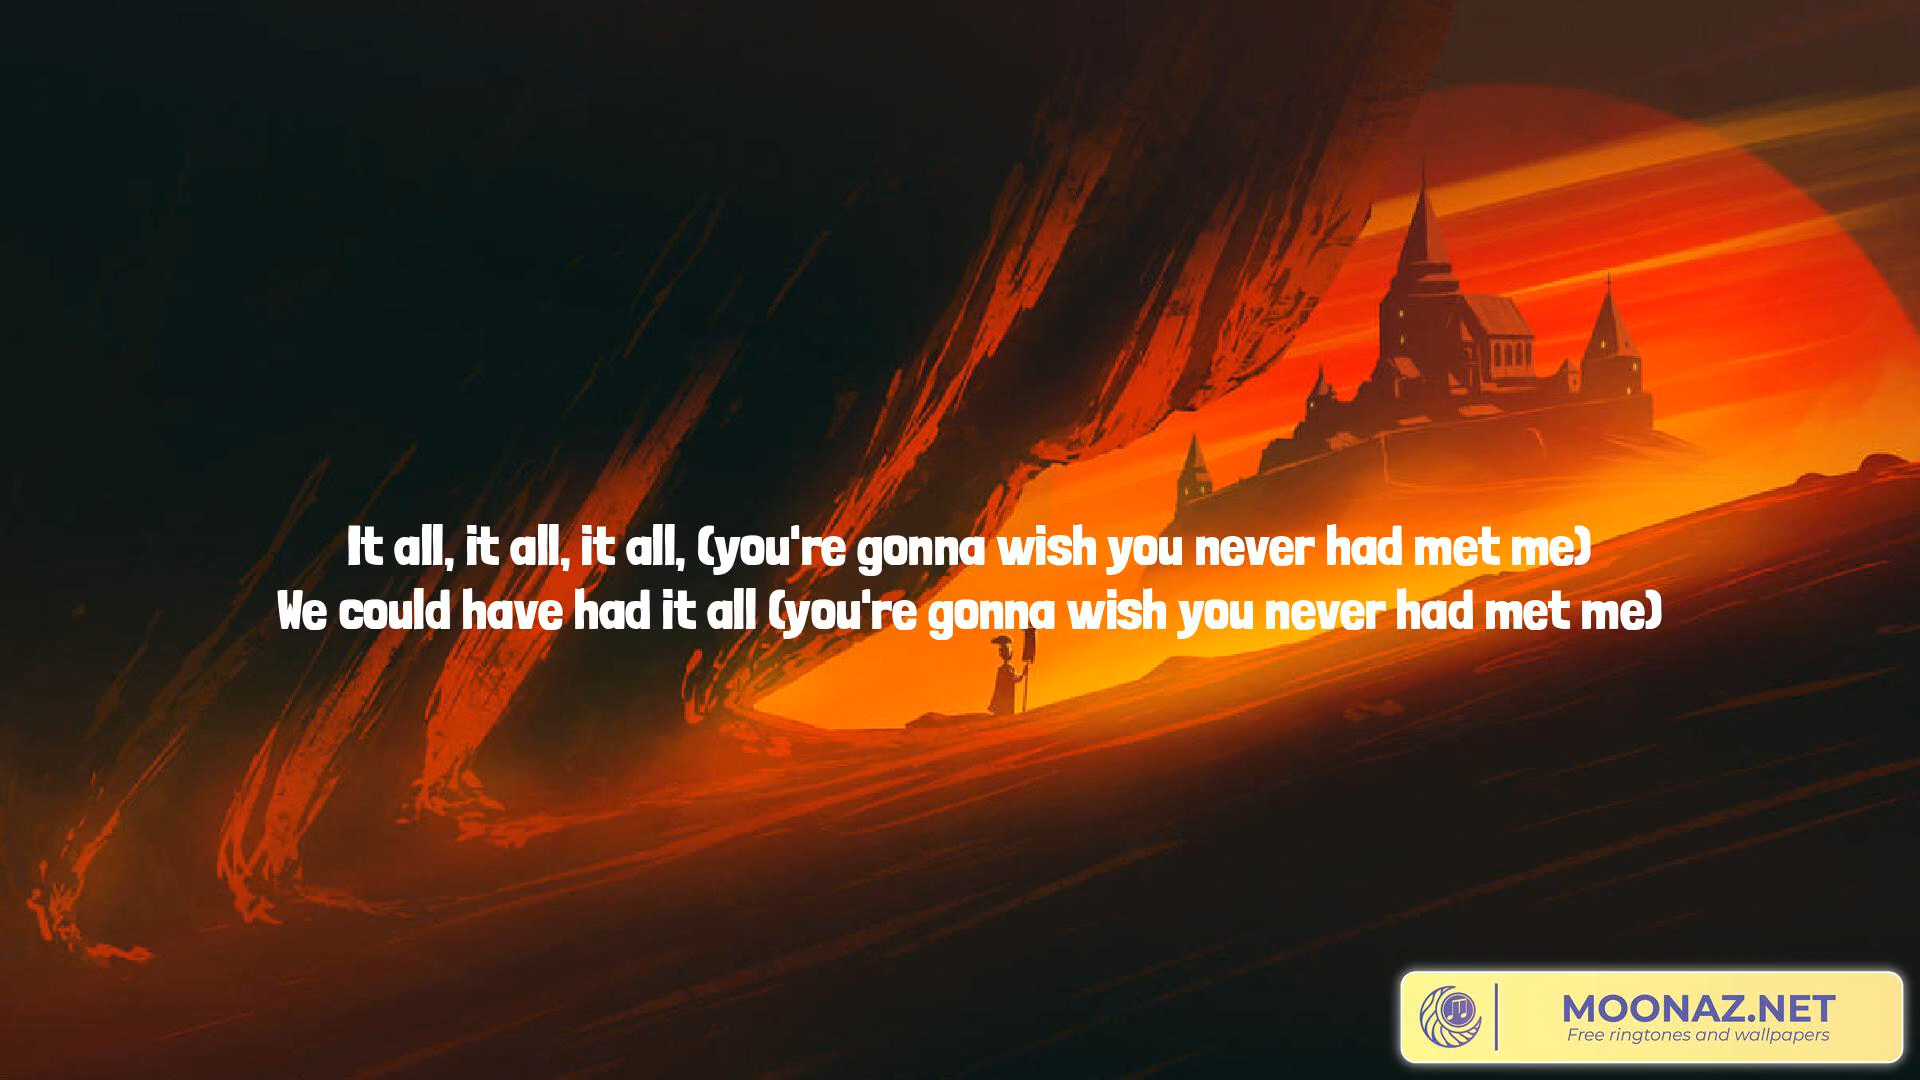 It all, it all, it all, (you're gonna wish you never had met me)
We could have had it all (you're gonna wish you never had met me)
MOONAZ.NET
Free ringtones and wallpapers